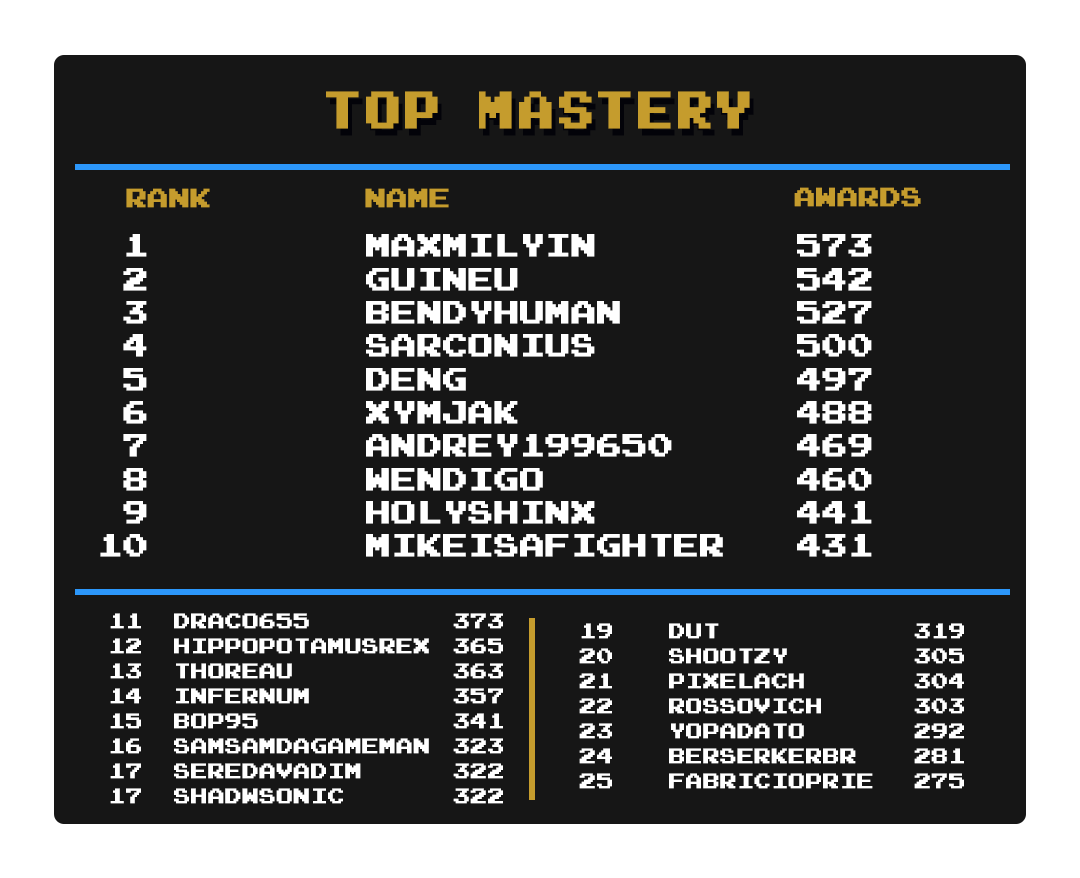 TOP MASTERY
RANK NAME AWARDS
1 MAXMILYIN 573
2 GUINEU 542
3 BENDYHUMAN 527
4 SARCONIUS 500
5 DENG 497
6 XYMJAK 488
7 ANDREY199650 469
8 WENDIGO 460
9 HOLYSHINX 441
10 MIKEISAFIGHTER 431
11 DRACO655 373
12 HIPPOPOTAMUSREX 365
13 THOREAU 363
14 INFERNUM 357
15 BOP95 341
16 SAMSAMDAGAMEMAN 323
17 SEREDAVADIM 322
17 SHADWSONIC 322
19 DUT 319
20 SHOOTZY 305
21 PIXELACH 304
22 ROSSOVICH 303
23 YOPADATO 292
24 BERSERKERBR 281
25 FABRICIOPRIE 275